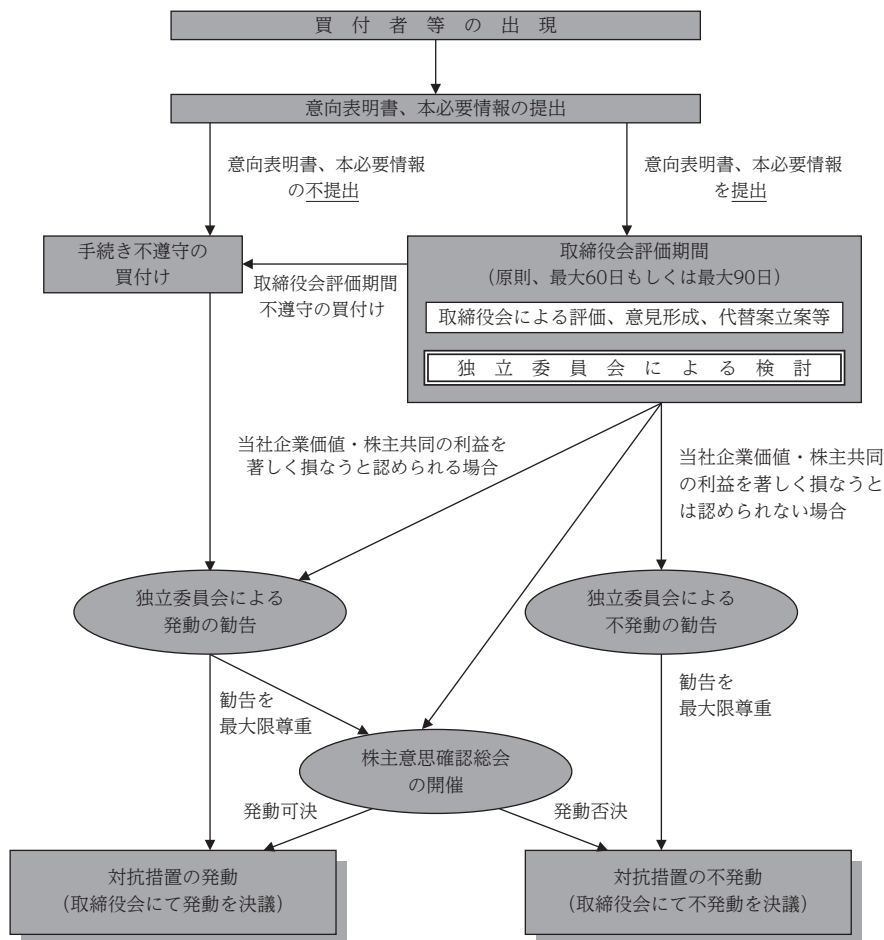 買付者等の出現
意向表明書、本必要情報の提出
意向表明書、本必要情報
の不提出
意向表明書、本必要情報
を提出
手続き不遵守の
買付け
取締役会評価期間
不遵守の買付け
取締役会評価期間
（原則、最大60日もしくは最大90日）
取締役会による評価、意見形成、代替案立案等
独立委員会による検討
当社企業価値・株主共同の利益を
著しく損なうと認められる場合
当社企業価値・株主共同
の利益を著しく損なうと
は認められない場合
独立委員会による
発動の勧告
独立委員会による
不発動の勧告
勧告を
最大限尊重
勧告を
最大限尊重
株主意思確認総会
の開催
発動可決
発動否決
対抗措置の発動
（取締役会にて発動を決議）
対抗措置の不発動
（取締役会にて不発動を決議）